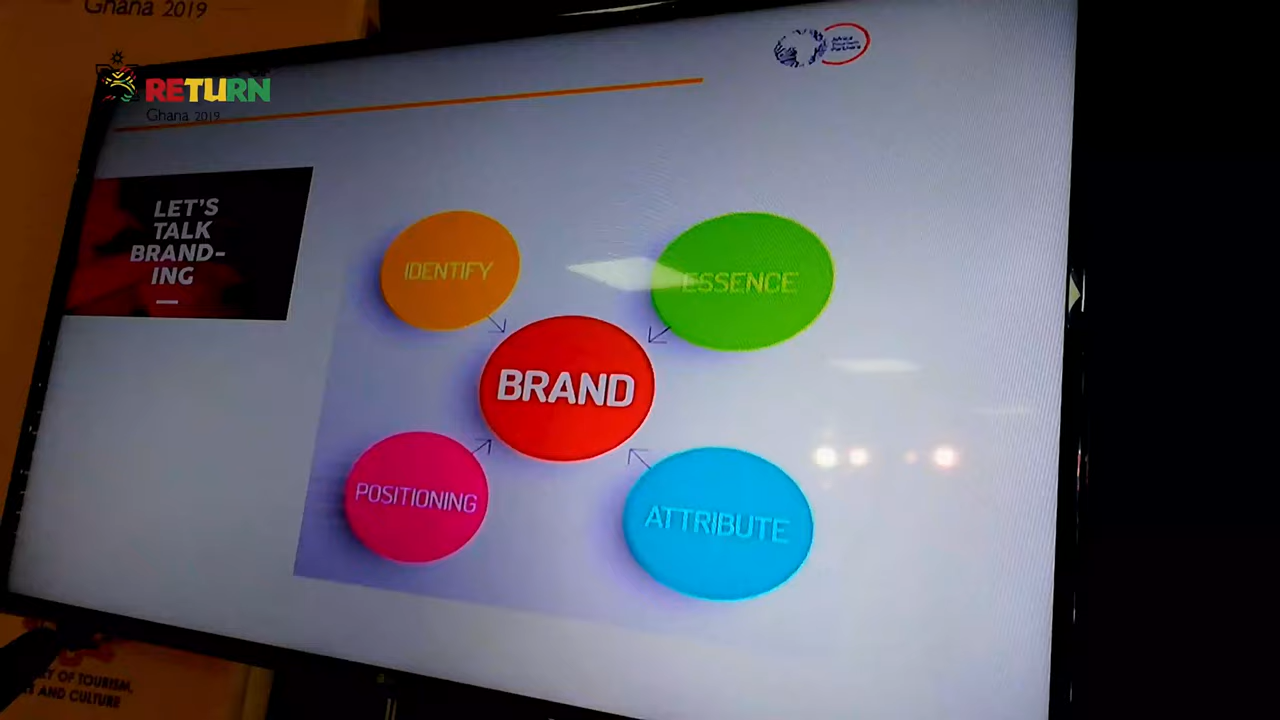 Ghana 2019
RETURN
Ghana 2019
LET'S
TALK
BRAND-
ING
IDENTIFY
ESSENCE
BRAND
POSITIONING
ATTRIBUTE
OF TOURISM,
AND CULTURE